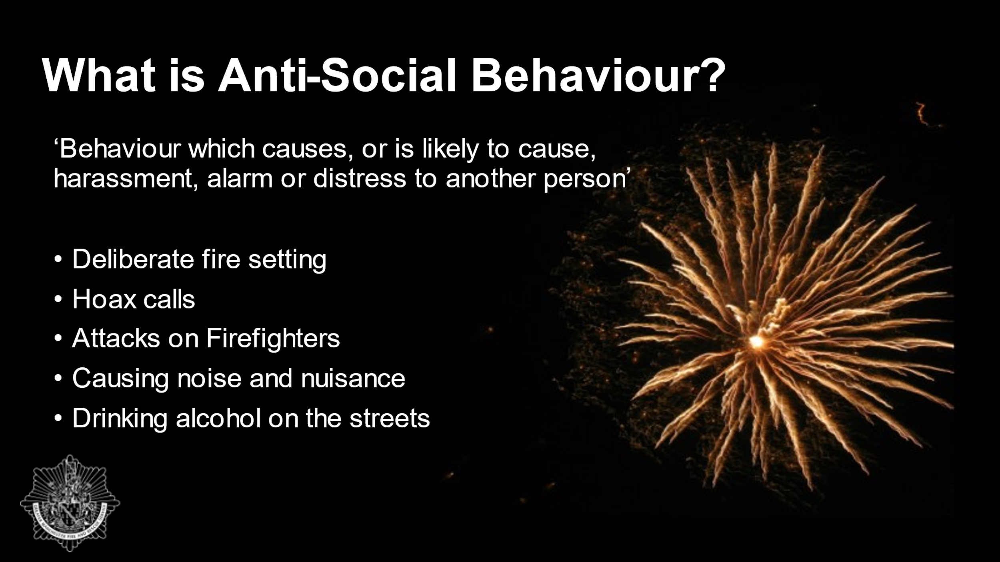 What is Anti-Social Behaviour?
‘Behaviour which causes, or is likely to cause,
harassment, alarm or distress to another person’
• Deliberate fire setting
• Hoax calls
• Attacks on Firefighters
• Causing noise and nuisance
• Drinking alcohol on the streets
GREATER MANCHESTER FIRE AND RESCUE SERVICE